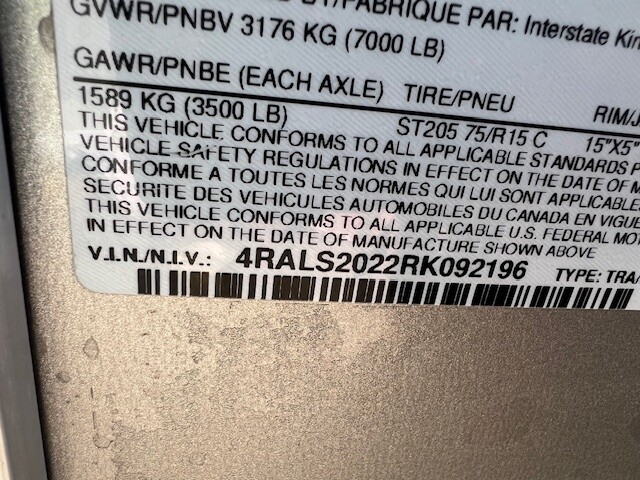 FABRIQUE PAR: Interstate
GVWR/PNBV 3176 KG (7000 LB)
GAWR/PNBE (EACH AXLE) TIRE/PNEU
1589 KG (3500 LB) ST205 75/R15 C 15"X5"
THIS VEHICLE CONFORMS TO ALL APPLICABLE STANDARDS
VEHICLE SAFETY REGULATIONS IN EFFECT ON THE DATE OF
CONFORME A TOUTES LES NORMES QUI LUI SONT APPLICABLES
SECURITE DES VEHICULES AUTOMOBILES DU CANADA EN
THIS VEHICLE CONFORMS TO ALL APPLICABLE U.S. FEDERAL
IN EFFECT ON THE DATE OF MANUFACTURE SHOWN ABOVE
V.I.N./N.I.V.: 4RALS2022RK092196 TYPE: TRA/